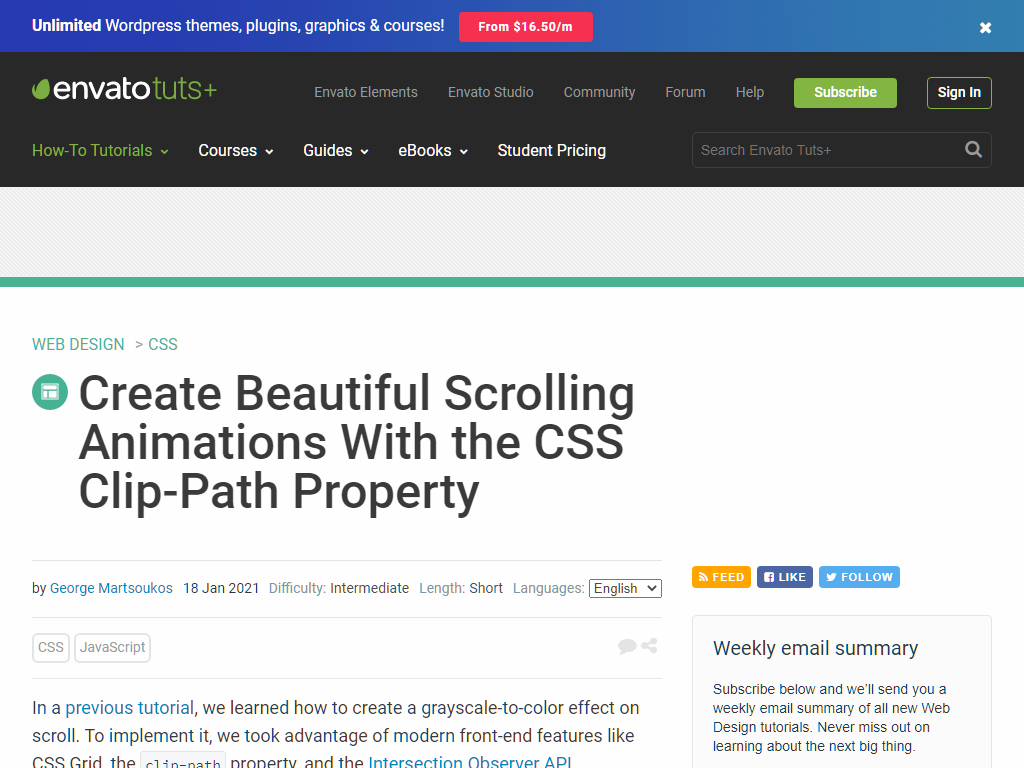 Unlimited Wordpress themes, plugins, graphics & courses!
From $16.50/m
envatotuts+
Envato Elements
Envato Studio
Community
Forum
Help
Subscribe
Sign In
How-To Tutorials
Courses
Guides
eBooks
Student Pricing
Search Envato Tuts+
WEB DESIGN > CSS
Create Beautiful Scrolling
Animations With the CSS
Clip-Path Property
by George Martsoukos 18 Jan 2021 Difficulty: Intermediate Length: Short Languages: English
FEED
LIKE
FOLLOW
CSS
JavaScript
In a previous tutorial, we learned how to create a grayscale-to-color effect on
scroll. To implement it, we took advantage of modern front-end features like
CSS Grid, the clip-path property, and the Intersection Observer API.
Weekly email summary
Subscribe below and we'll send you a
weekly email summary of all new Web
Design tutorials. Never miss out on
learning about the next big thing.